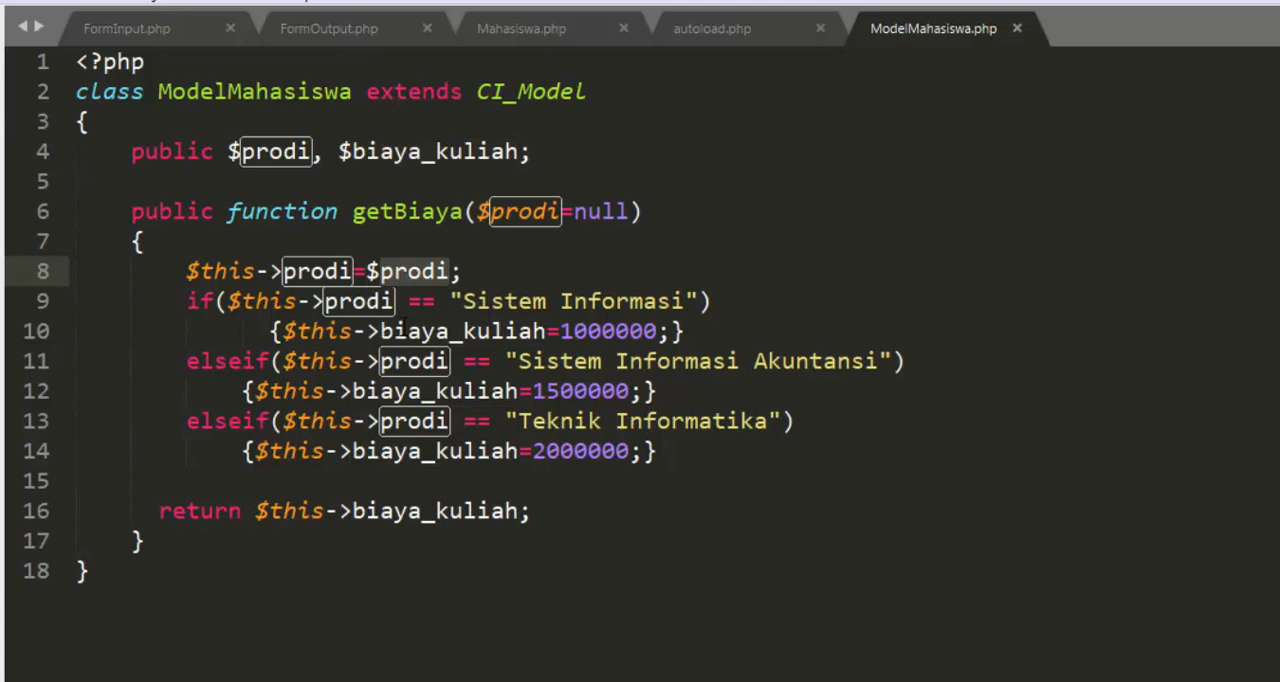 FormInput.php × FormOutput.php × Mahasiswa.php × autoload.php × ModelMahasiswa.php ×
1 <?php
2 class ModelMahasiswa extends CI_Model
3 {
4 public $prodi, $biaya_kuliah;
5
6 public function getBiaya($prodi=null)
7 {
8 $this->prodi=$prodi;
9 if($this->prodi == "Sistem Informasi")
10 {$this->biaya_kuliah=1000000;}
11 elseif($this->prodi == "Sistem Informasi Akuntansi")
12 {$this->biaya_kuliah=1500000;}
13 elseif($this->prodi == "Teknik Informatika")
14 {$this->biaya_kuliah=2000000;}
15
16 return $this->biaya_kuliah;
17 }
18 }